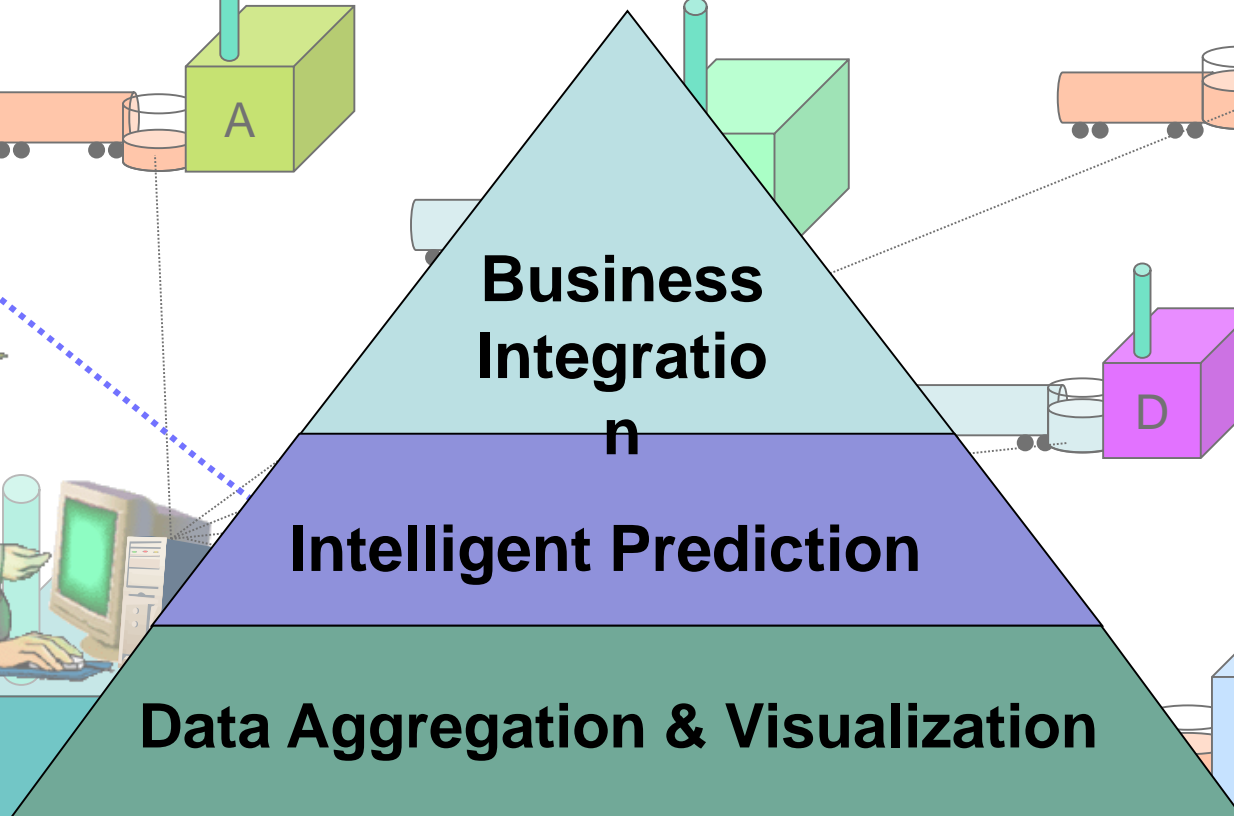 A
Business
Integratio
n
D
Intelligent Prediction
Data Aggregation & Visualization